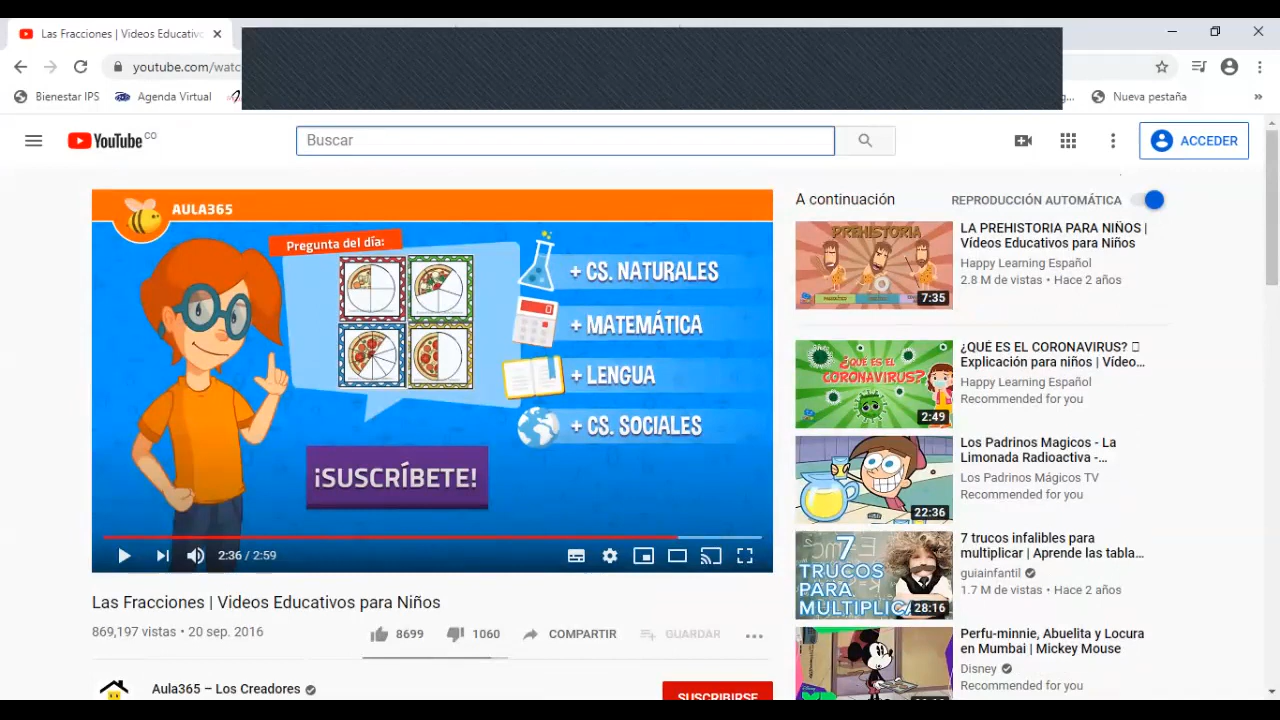 Las Fracciones | Videos Educativ
youtube.com/watc
Bienestar IPS
Agenda Virtual
g...
Nueva pestaña
»
YouTube CO
Buscar
ACCEDER
AULA365
Pregunta del día:
+ CS. NATURALES
+ MATEMÁTICA
+ LENGUA
+ CS. SOCIALES
¡SUSCRÍBETE!
2:36 / 2:59
Las Fracciones | Videos Educativos para Niños
869,197 vistas • 20 sep. 2016
8699
1060
COMPARTIR
GUARDAR
Aula365 – Los Creadores
SUSCRIBIRSE
A continuación
REPRODUCCIÓN AUTOMÁTICA
PREHISTORIA
7:35
LA PREHISTORIA PARA NIÑOS |
Vídeos Educativos para Niños
Happy Learning Español
2.8 M de vistas • Hace 2 años
¿QUÉ ES EL
CORONAVIRUS?
2:49
¿QUÉ ES EL CORONAVIRUS?
Explicación para niños | Vídeo...
Happy Learning Español
Recommended for you
22:36
Los Padrinos Magicos - La
Limonada Radioactiva -...
Los Padrinos Mágicos TV
Recommended for you
7
TRUCOS
PARA
MULTIPLICA
28:16
7 trucos infalibles para
multiplicar | Aprende las tabla...
guiainfantil
1.7 M de vistas • Hace 2 años
Perfu-minnie, Abuelita y Locura
en Mumbai | Mickey Mouse
Disney
Recommended for you